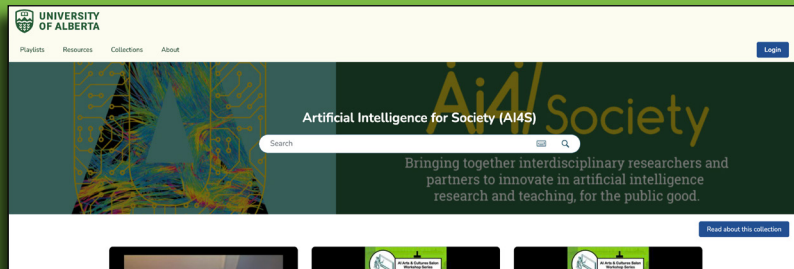 UNIVERSITY
OF ALBERTA
Playlists Resources Collections About
Login
Ai4Society
Artificial Intelligence for Society (AI4S)
Search
Bringing together interdisciplinary researchers and
partners to innovate in artificial intelligence
research and teaching, for the public good.
Read about this collection
AI Arts & Cultures Salon
Workshop Series
AI Arts & Cultures Salon
Workshop Series